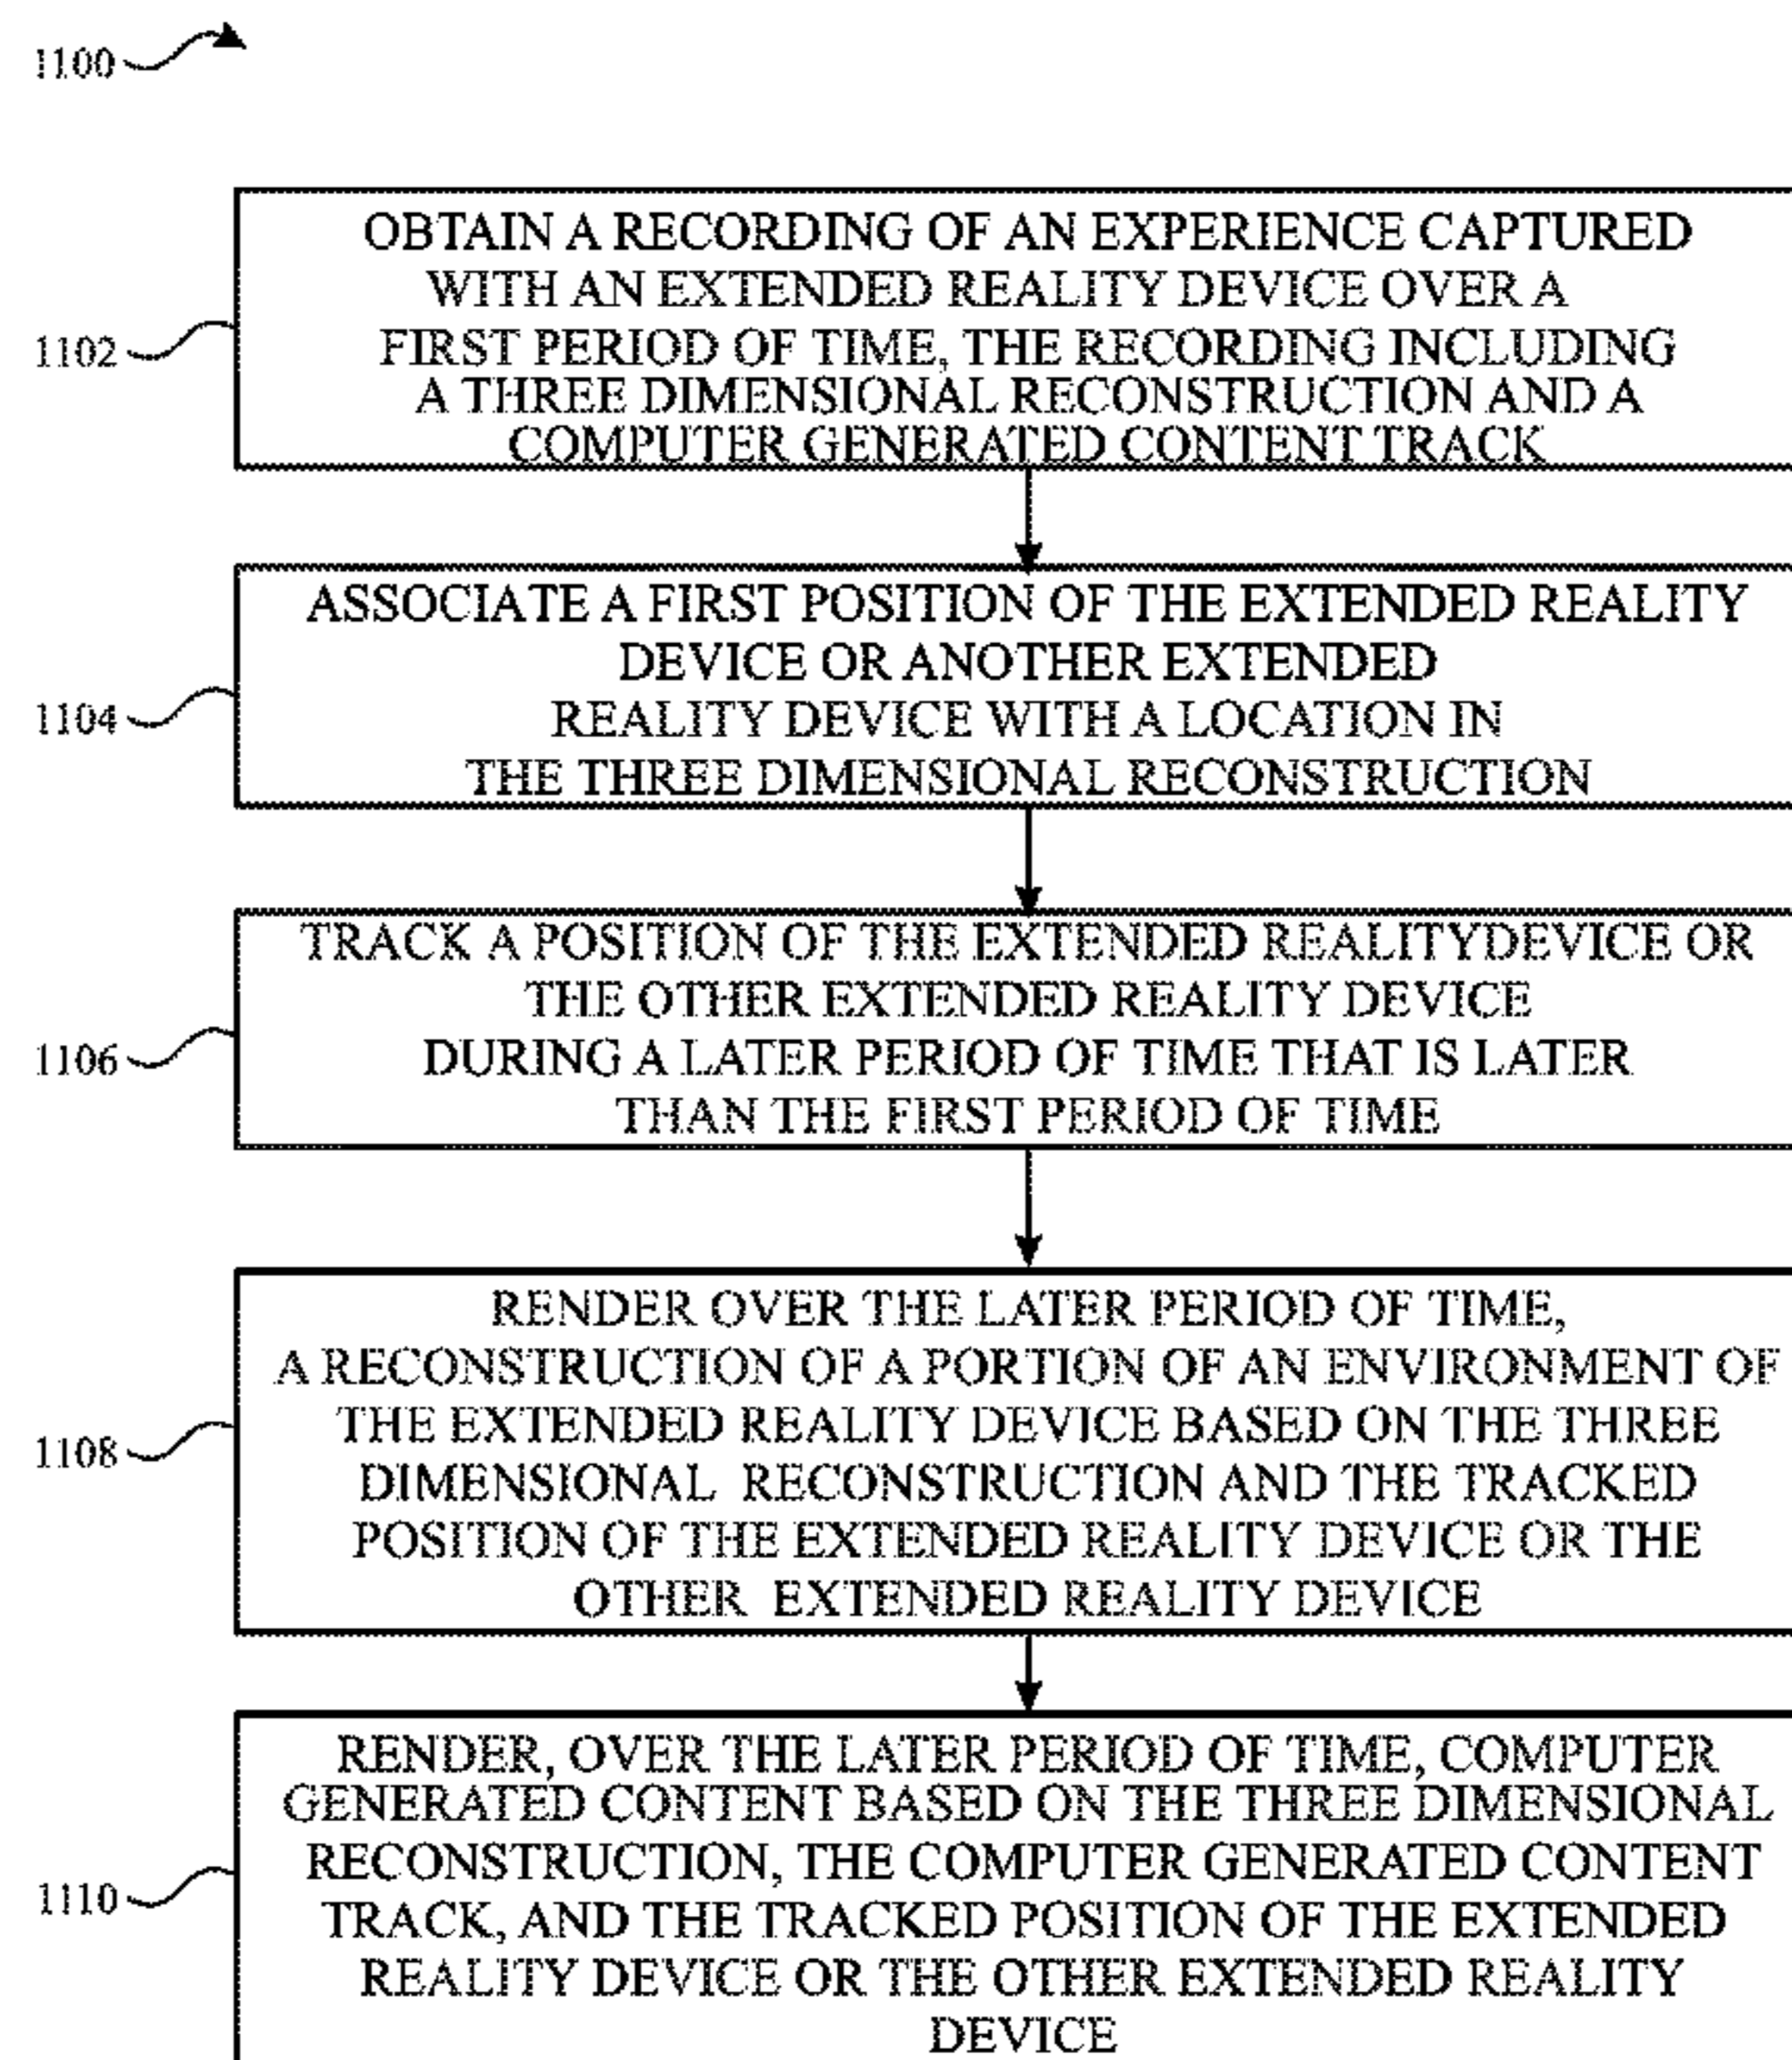 1100
OBTAIN A RECORDING OF AN EXPERIENCE CAPTURED
WITH AN EXTENDED REALITY DEVICE OVER A
FIRST PERIOD OF TIME, THE RECORDING INCLUDING
A THREE DIMENSIONAL RECONSTRUCTION AND A
COMPUTER GENERATED CONTENT TRACK
1102
ASSOCIATE A FIRST POSITION OF THE EXTENDED REALITY
DEVICE OR ANOTHER EXTENDED
REALITY DEVICE WITH A LOCATION IN
THE THREE DIMENSIONAL RECONSTRUCTION
1104
TRACK A POSITION OF THE EXTENDED REALITYDEVICE OR
THE OTHER EXTENDED REALITY DEVICE
DURING A LATER PERIOD OF TIME THAT IS LATER
THAN THE FIRST PERIOD OF TIME
1106
RENDER OVER THE LATER PERIOD OF TIME,
A RECONSTRUCTION OF A PORTION OF AN ENVIRONMENT OF
THE EXTENDED REALITY DEVICE BASED ON THE THREE
DIMENSIONAL RECONSTRUCTION AND THE TRACKED
POSITION OF THE EXTENDED REALITY DEVICE OR THE
OTHER EXTENDED REALITY DEVICE
1108
RENDER, OVER THE LATER PERIOD OF TIME, COMPUTER
GENERATED CONTENT BASED ON THE THREE DIMENSIONAL
RECONSTRUCTION, THE COMPUTER GENERATED CONTENT
TRACK, AND THE TRACKED POSITION OF THE EXTENDED
REALITY DEVICE OR THE OTHER EXTENDED REALITY
DEVICE
1110